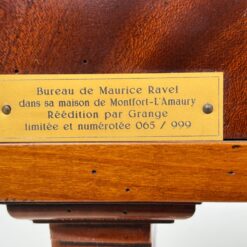 Bureau de Maurice Ravel
dans sa maison de Montfort-L'Amaury
Réédition par Grange
limitée et numérotée 065 / 999